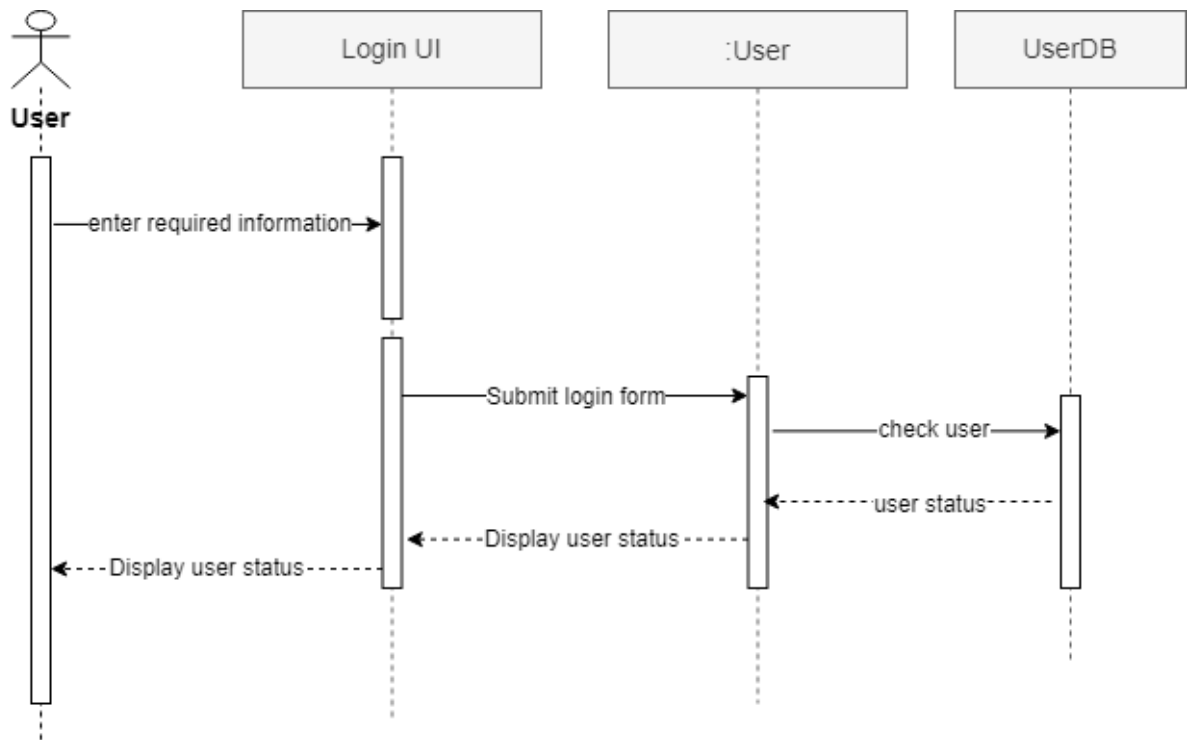 Login UI
:User
UserDB
User
enter required information
Submit login form
check user
user status
Display user status
Display user status